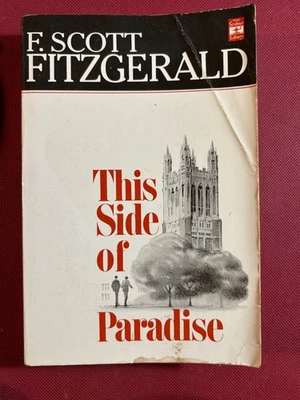 F. SCOTT
FITZGERALD
This
Side
of
Paradise